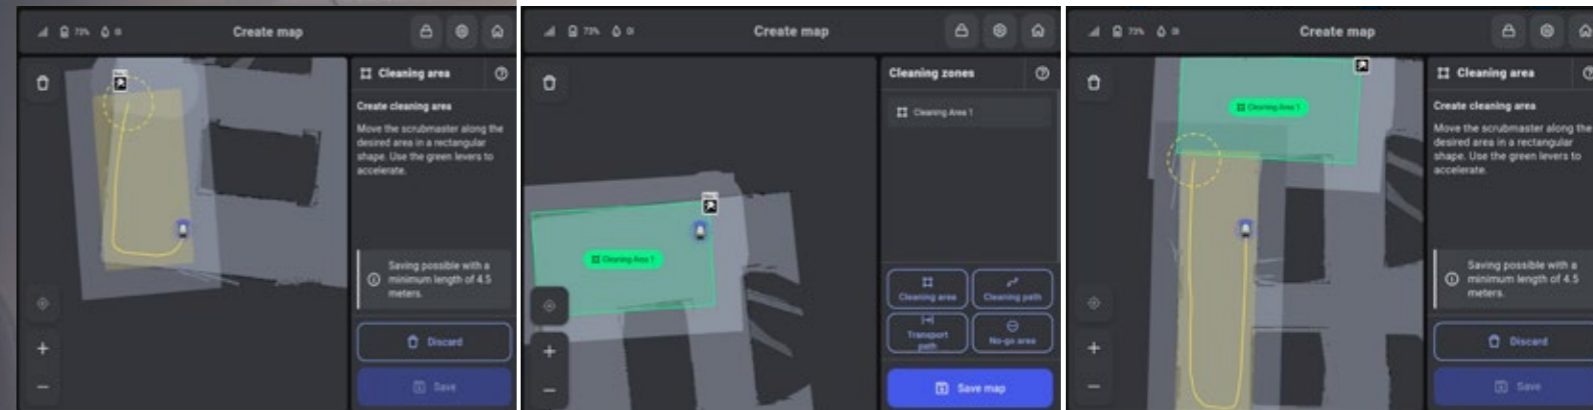 73%
Create map
Cleaning area
Create cleaning area
Move the scrubmaster along the
desired area in a rectangular
shape. Use the green levers to
accelerate.
Saving possible with a
minimum length of 4.5
meters.
Discard
Save
73%
Create map
Cleaning zones
Cleaning Area 1
Cleaning Area 1
Cleaning area
Cleaning path
Transport
path
No-go area
Save map
73%
Create map
Cleaning area
Create cleaning area
Move the scrubmaster along the
desired area in a rectangular
shape. Use the green levers to
accelerate.
Cleaning Area 1
Saving possible with a
minimum length of 4.5
meters.
Discard
Save